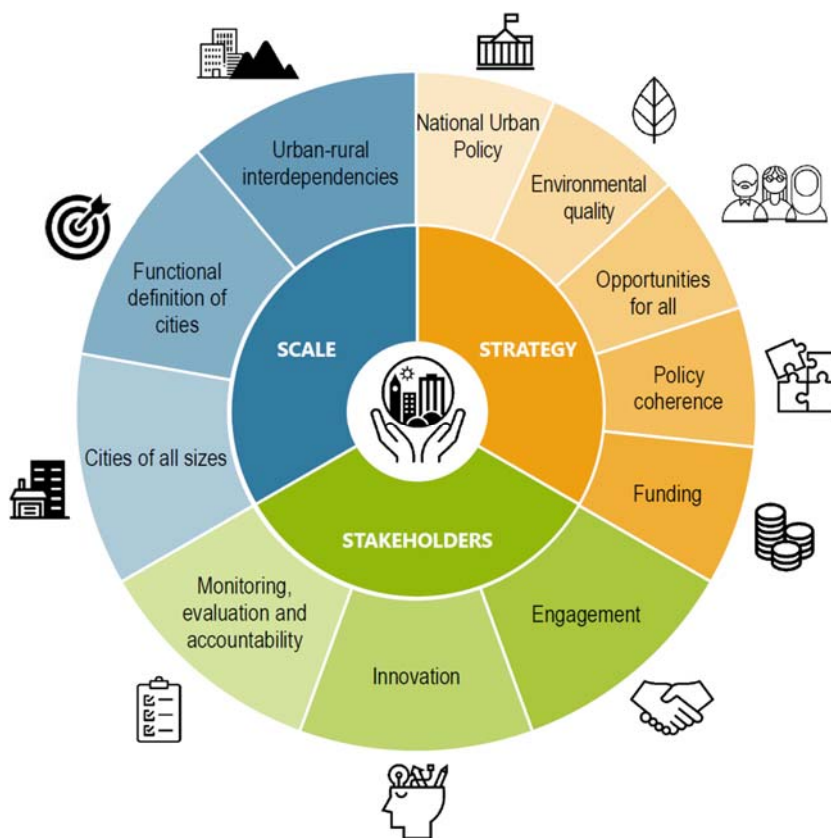 SCALE
Urban-rural
interdependencies
Functional
definition of
cities
Cities of all sizes
STRATEGY
National Urban
Policy
Environmental
quality
Opportunities
for all
Policy
coherence
Funding
STAKEHOLDERS
Engagement
Innovation
Monitoring,
evaluation and
accountability